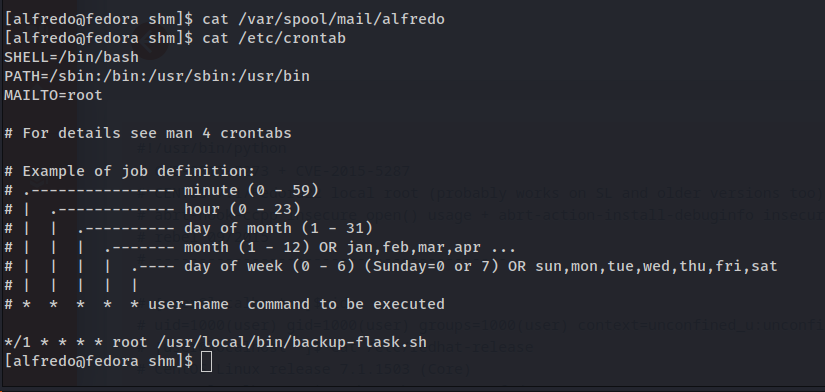 [alfredo@fedora shm]$ cat /var/spool/mail/alfredo
[alfredo@fedora shm]$ cat /etc/crontab
SHELL=/bin/bash
PATH=/sbin:/bin:/usr/sbin:/usr/bin
MAILTO=root

# For details see man 4 crontabs

# Example of job definition:
# .---------------- minute (0 - 59)
# |  .------------- hour (0 - 23)
# |  |  .---------- day of month (1 - 31)
# |  |  |  .------- month (1 - 12) OR jan,feb,mar,apr ...
# |  |  |  |  .---- day of week (0 - 6) (Sunday=0 or 7) OR sun,mon,tue,wed,thu,fri,sat
# |  |  |  |  |
# *  *  *  *  * user-name  command to be executed

*/1 * * * * root /usr/local/bin/backup-flask.sh
[alfredo@fedora shm]$